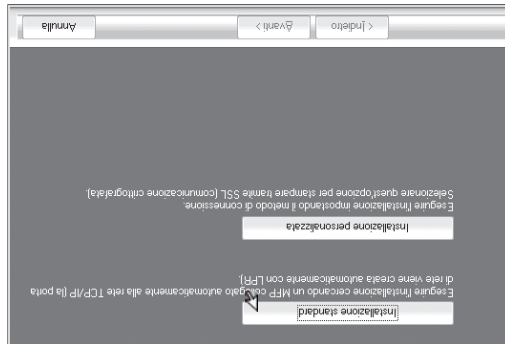 Installazione standard
Eseguire l'installazione cercando un MFP collegato automaticamente alla rete TCP/IP (la porta
di rete viene creata automaticamente con LPR).
Installazione personalizzata
Eseguire l'installazione impostando il metodo di connessione.
Selezionare quest'opzione per stampare tramite SSL (comunicazione crittografata).
< Indietro
Avanti >
Annulla